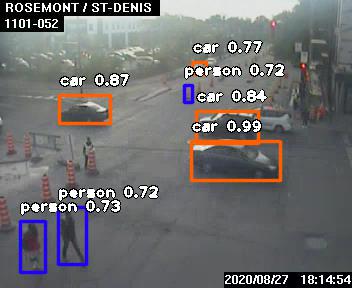 ROSEMONT / ST-DENIS
1101-052
car 0.77
person 0.72
car 0.87
car 0.84
car 0.99
person 0.72
person 0.73
2020/08/27 18:14:54